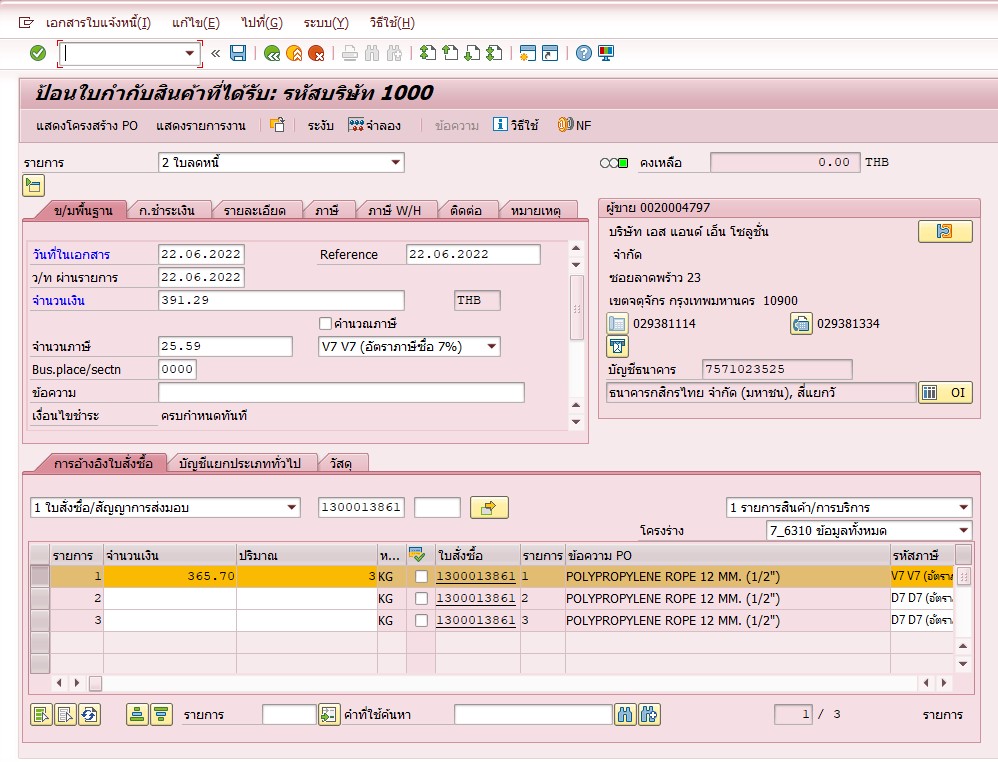 เอกสารใบแจ้งหนี้(I) แก้ไข(E) ไปที่(G) ระบบ(Y) วิธีใช้(H)
ป้อนใบกำกับสินค้าที่ได้รับ: รหัสบริษัท 1000
แสดงโครงสร้าง PO แสดงรายการงาน ระงับ จำลอง ข้อความ วิธีใช้ NF
รายการ 2 ใบลดหนี้ คงเหลือ 0.00 THB
ข/มพื้นฐาน ก.ชำระเงิน รายละเอียด ภาษี ภาษี W/H ติดต่อ หมายเหตุ
วันที่ในเอกสาร 22.06.2022 Reference 22.06.2022
ว/ท ผ่านรายการ 22.06.2022
จำนวนเงิน 391.29 THB
คำนวณภาษี
จำนวนภาษี 25.59 V7 V7 (อัตราภาษีซื้อ 7%)
Bus.place/sectn 0000
ข้อความ
เงื่อนไขชำระ ครบกำหนดทันที
ผู้ขาย 0020004797
บริษัท เอส แอนด์ เอ็น โซลูชั่น
จำกัด
ซอยลาดพร้าว 23
เขตจตุจักร กรุงเทพมหานคร 10900
029381114 029381334
บัญชีธนาคาร 7571023525
ธนาคารกสิกรไทย จำกัด (มหาชน), สี่แยกวั OI
การอ้างอิงใบสั่งซื้อ บัญชีแยกประเภททั่วไป วัสดุ
1 ใบสั่งซื้อ/สัญญาการส่งมอบ 1300013861 1 รายการสินค้า/การบริการ
โครงร่าง 7_6310 ข้อมูลทั้งหมด
รายการ จำนวนเงิน ปริมาณ ห... ใบสั่งซื้อ รายการ ข้อความ PO รหัสภาษี
1 365.70 3 KG 1300013861 1 POLYPROPYLENE ROPE 12 MM. (1/2") V7 V7 (อัตรา
2 KG 1300013861 2 POLYPROPYLENE ROPE 12 MM. (1/2") D7 D7 (อัตรา
3 KG 1300013861 3 POLYPROPYLENE ROPE 12 MM. (1/2") D7 D7 (อัตรา
รายการ คำที่ใช้ค้นหา 1 / 3 รายการ